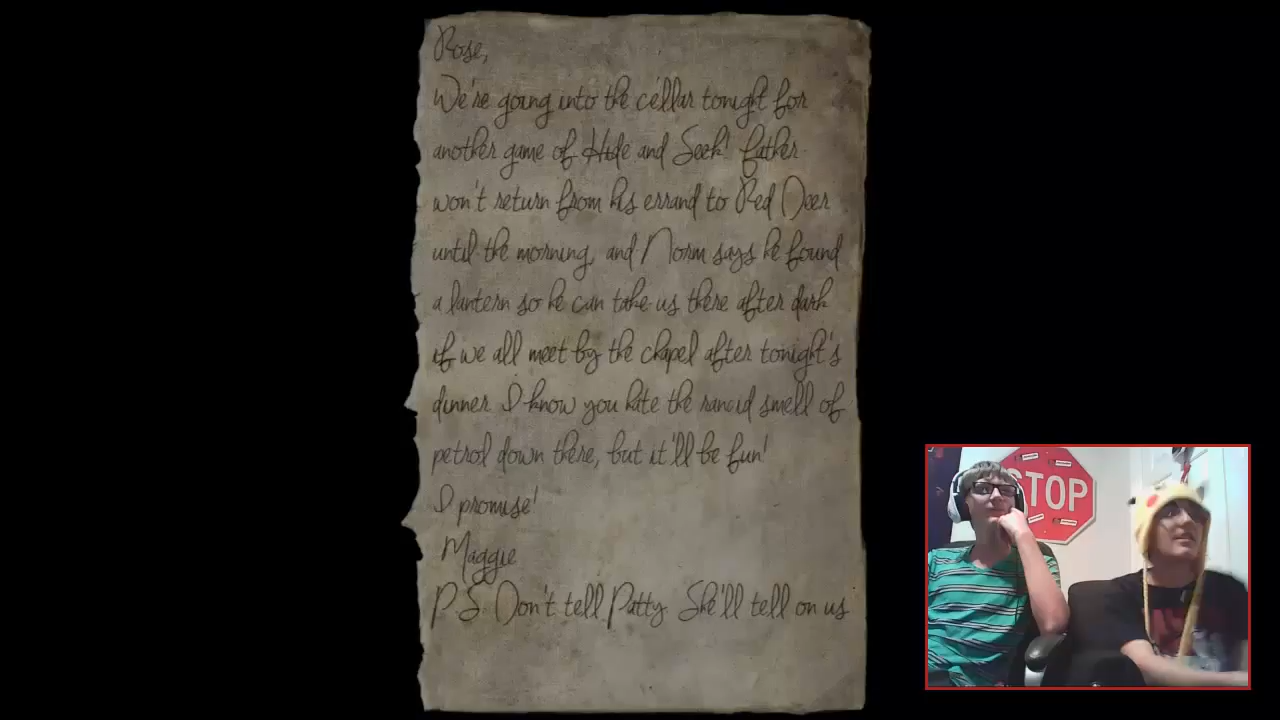 Rose,
We're going into the cellar tonight for
another game of Hide and Seek! Father
won't return from his errand to Red Deer
until the morning, and Norm says he found
a lantern so he can take us there after dark
if we all meet by the chapel after tonight's
dinner. I know you hate the rancid smell of
petrol down there, but it'll be fun!
I promise!
Maggie
P.S. Don't tell Patty. She'll tell on us
STOP